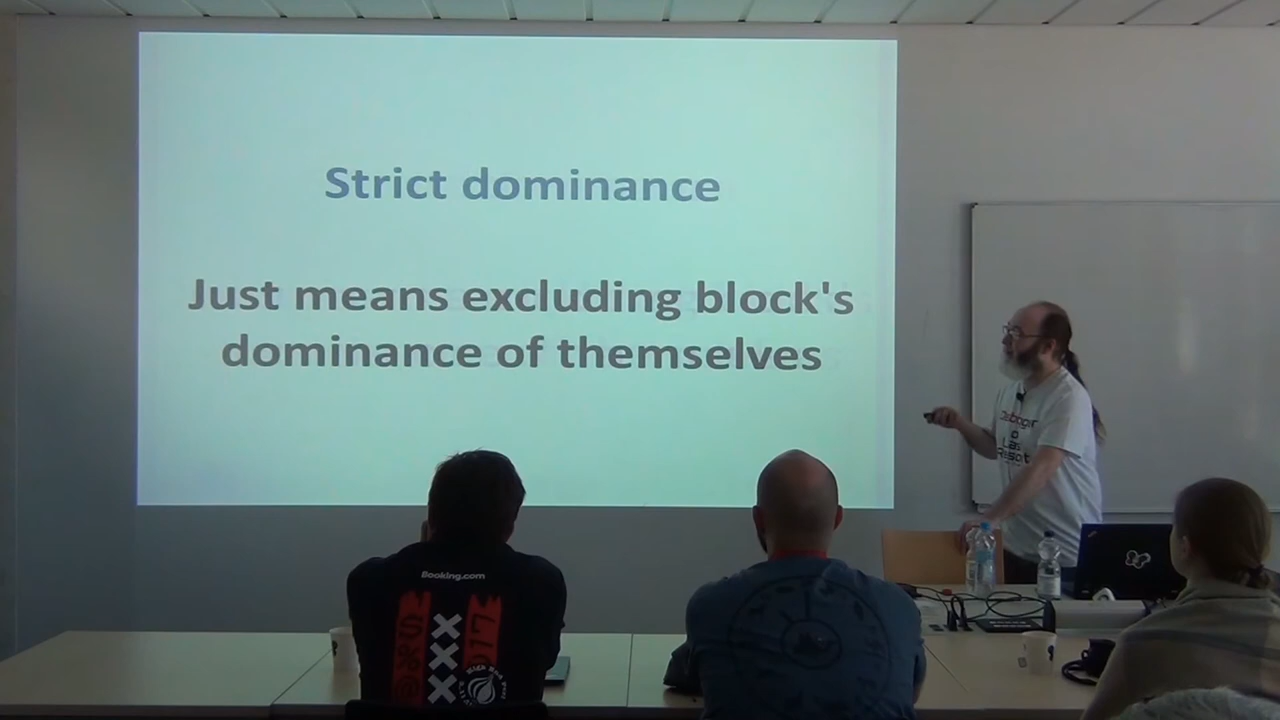 Strict dominance
Just means excluding block's
dominance of themselves
Booking.com